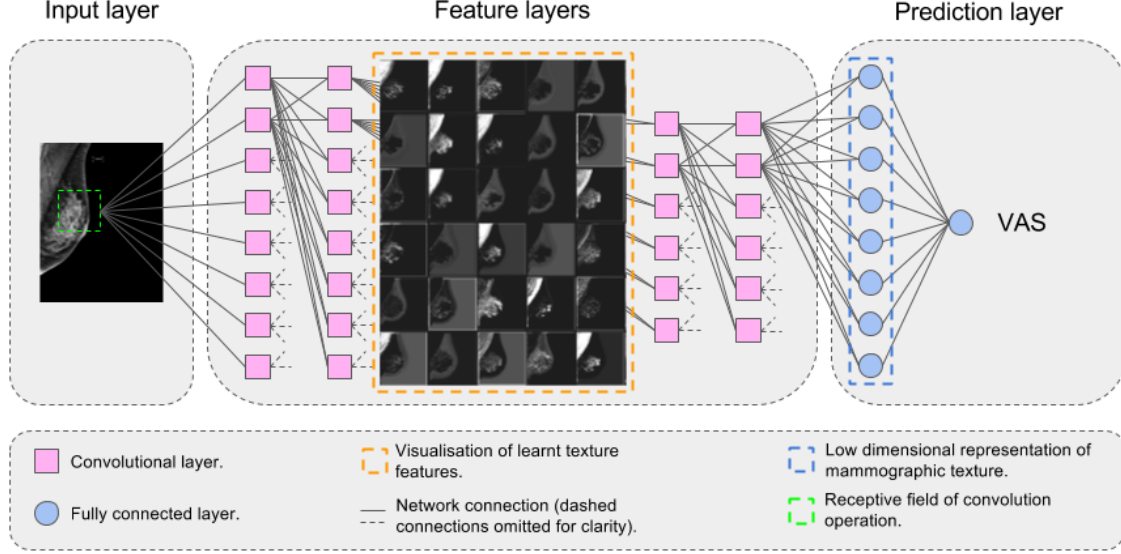 Input layer
Feature layers
Prediction layer
VAS
Convolutional layer.
Fully connected layer.
Visualisation of learnt texture
features.
Network connection (dashed
connections omitted for clarity).
Low dimensional representation of
mammographic texture.
Receptive field of convolution
operation.